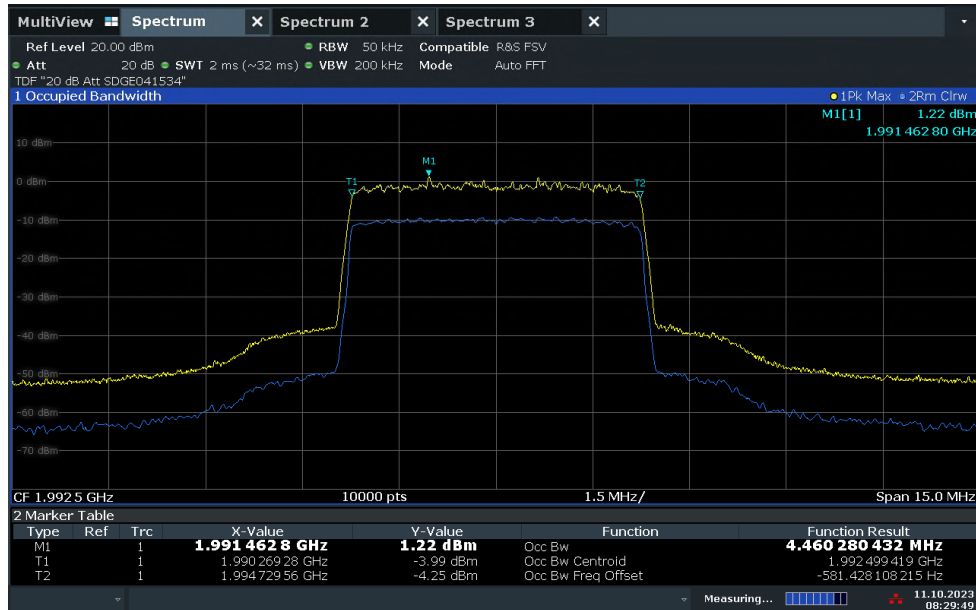 MultiView Spectrum X Spectrum 2 X Spectrum 3 X
Ref Level 20.00 dBm RBW 50 kHz Compatible R&S FSV
Att 20 dB SWT 2 ms (~32 ms) VBW 200 kHz Mode Auto FFT
TDF "20 dB Att SDGE041534"
1 Occupied Bandwidth 1Pk Max 2Rm Clrw
M1[1] 1.22 dBm
1.991 462 80 GHz
10 dBm
M1
0 dBm
T1
T2
-10 dBm
-20 dBm
-30 dBm
-40 dBm
-50 dBm
-60 dBm
-70 dBm
CF 1.992 5 GHz 10000 pts 1.5 MHz/ Span 15.0 MHz
2 Marker Table
Type Ref Trc X-Value Y-Value Function Function Result
M1 1 1.991 462 8 GHz 1.22 dBm Occ Bw 4.460 280 432 MHz
T1 1 1.990 269 28 GHz -3.99 dBm Occ Bw Centroid 1.992 499 419 GHz
T2 1 1.994 729 56 GHz -4.25 dBm Occ Bw Freq Offset -581.428 108 215 Hz
Measuring... 11.10.2023
08:29:49